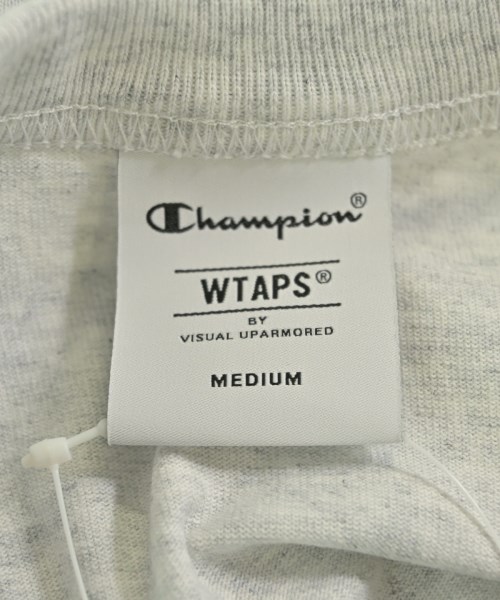 Champion®
WTAPS®
BY
VISUAL UPARMORED
MEDIUM